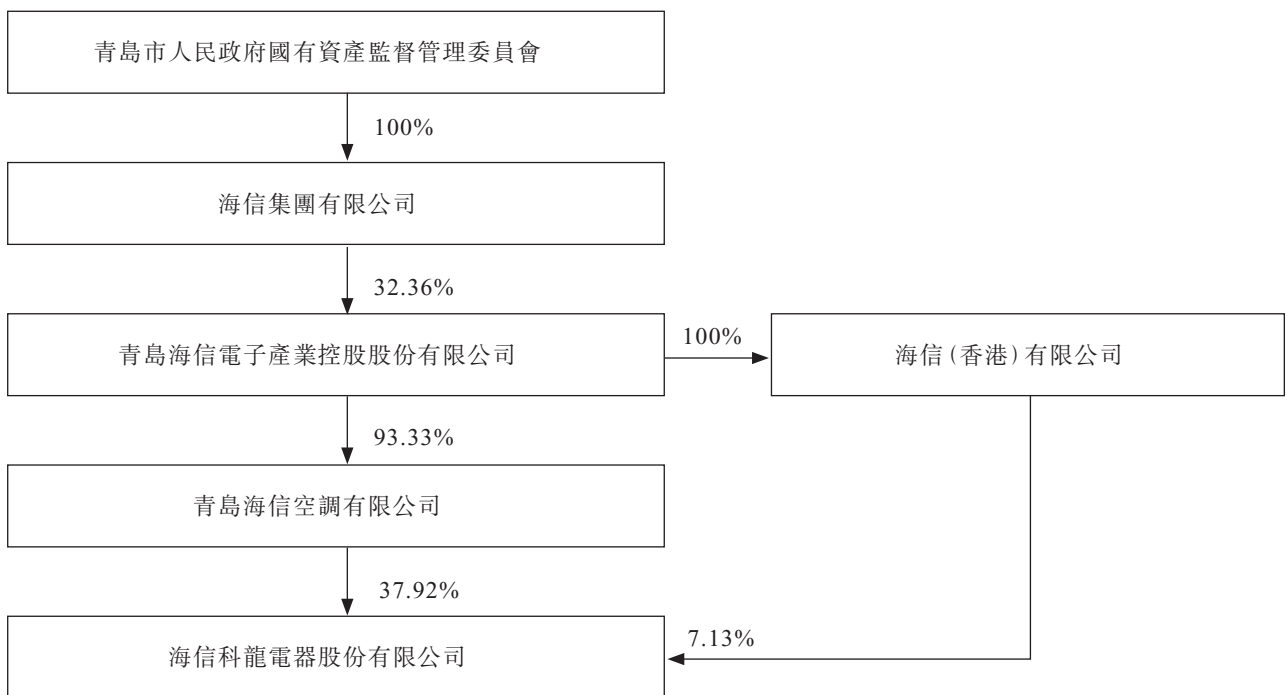 青島市人民政府國有資產監督管理委員會
100%
海信集團有限公司
32.36%
青島海信電子產業控股股份有限公司
100%
海信(香港)有限公司
93.33%
青島海信空調有限公司
37.92%
海信科龍電器股份有限公司
7.13%